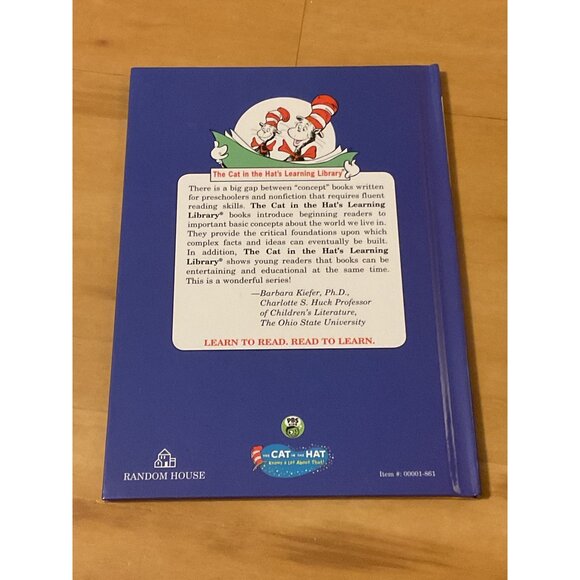 The Cat in the Hat's Learning Library
There is a big gap between "concept" books written
for preschoolers and nonfiction that requires fluent
reading skills. The Cat in the Hat's Learning
Library® books introduce beginning readers to
important basic concepts about the world we live in.
They provide the critical foundations upon which
complex facts and ideas can eventually be built.
In addition, The Cat in the Hat's Learning
Library® shows young readers that books can be
entertaining and educational at the same time.
This is a wonderful series!
—Barbara Kiefer, Ph.D.,
Charlotte S. Huck Professor
of Children's Literature,
The Ohio State University
LEARN TO READ. READ TO LEARN.
PBS
THE CAT IN THE HAT
Knows a Lot About That!
RANDOM HOUSE
Item #: 00001-861